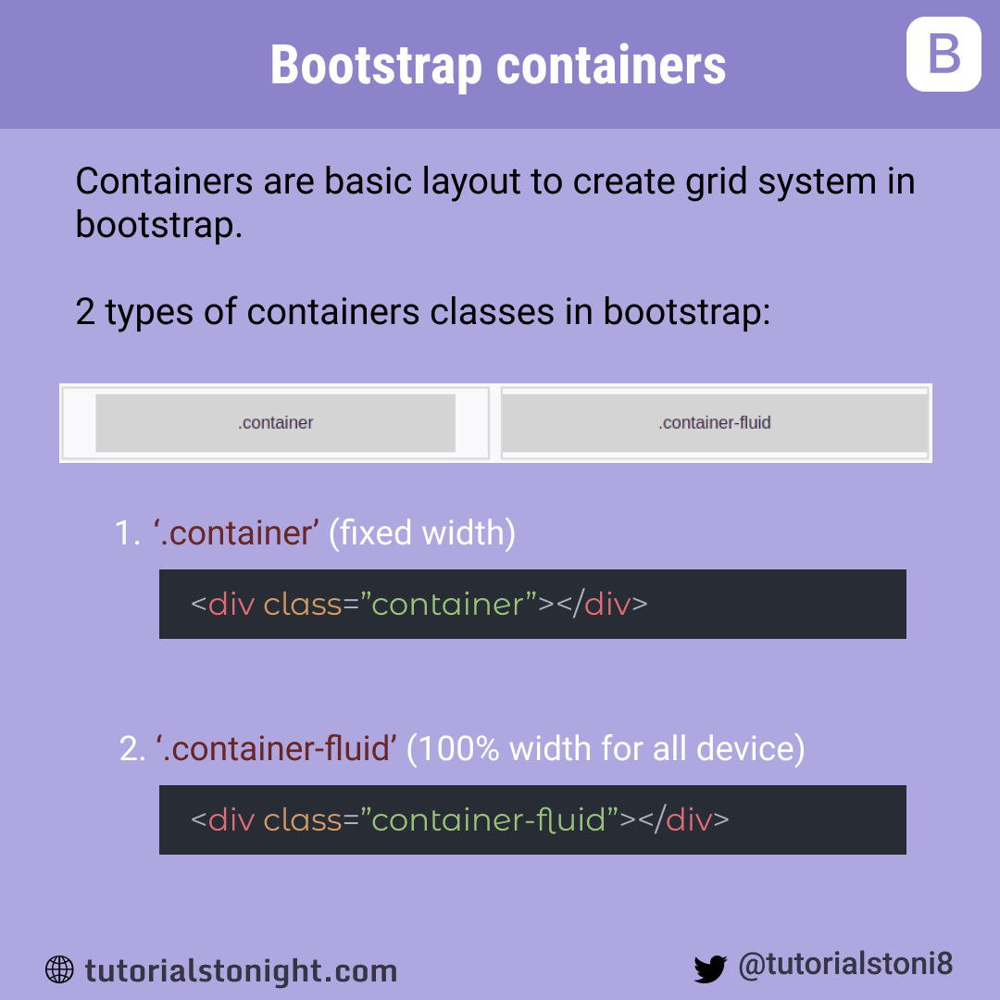 Bootstrap containers
B
Containers are basic layout to create grid system in
bootstrap.
2 types of containers classes in bootstrap:
.container
.container-fluid
1. ‘.container’ (fixed width)
<div class=”container”></div>
2. ‘.container-fluid’ (100% width for all device)
<div class=”container-fluid”></div>
tutorialstonight.com
@tutorialstoni8